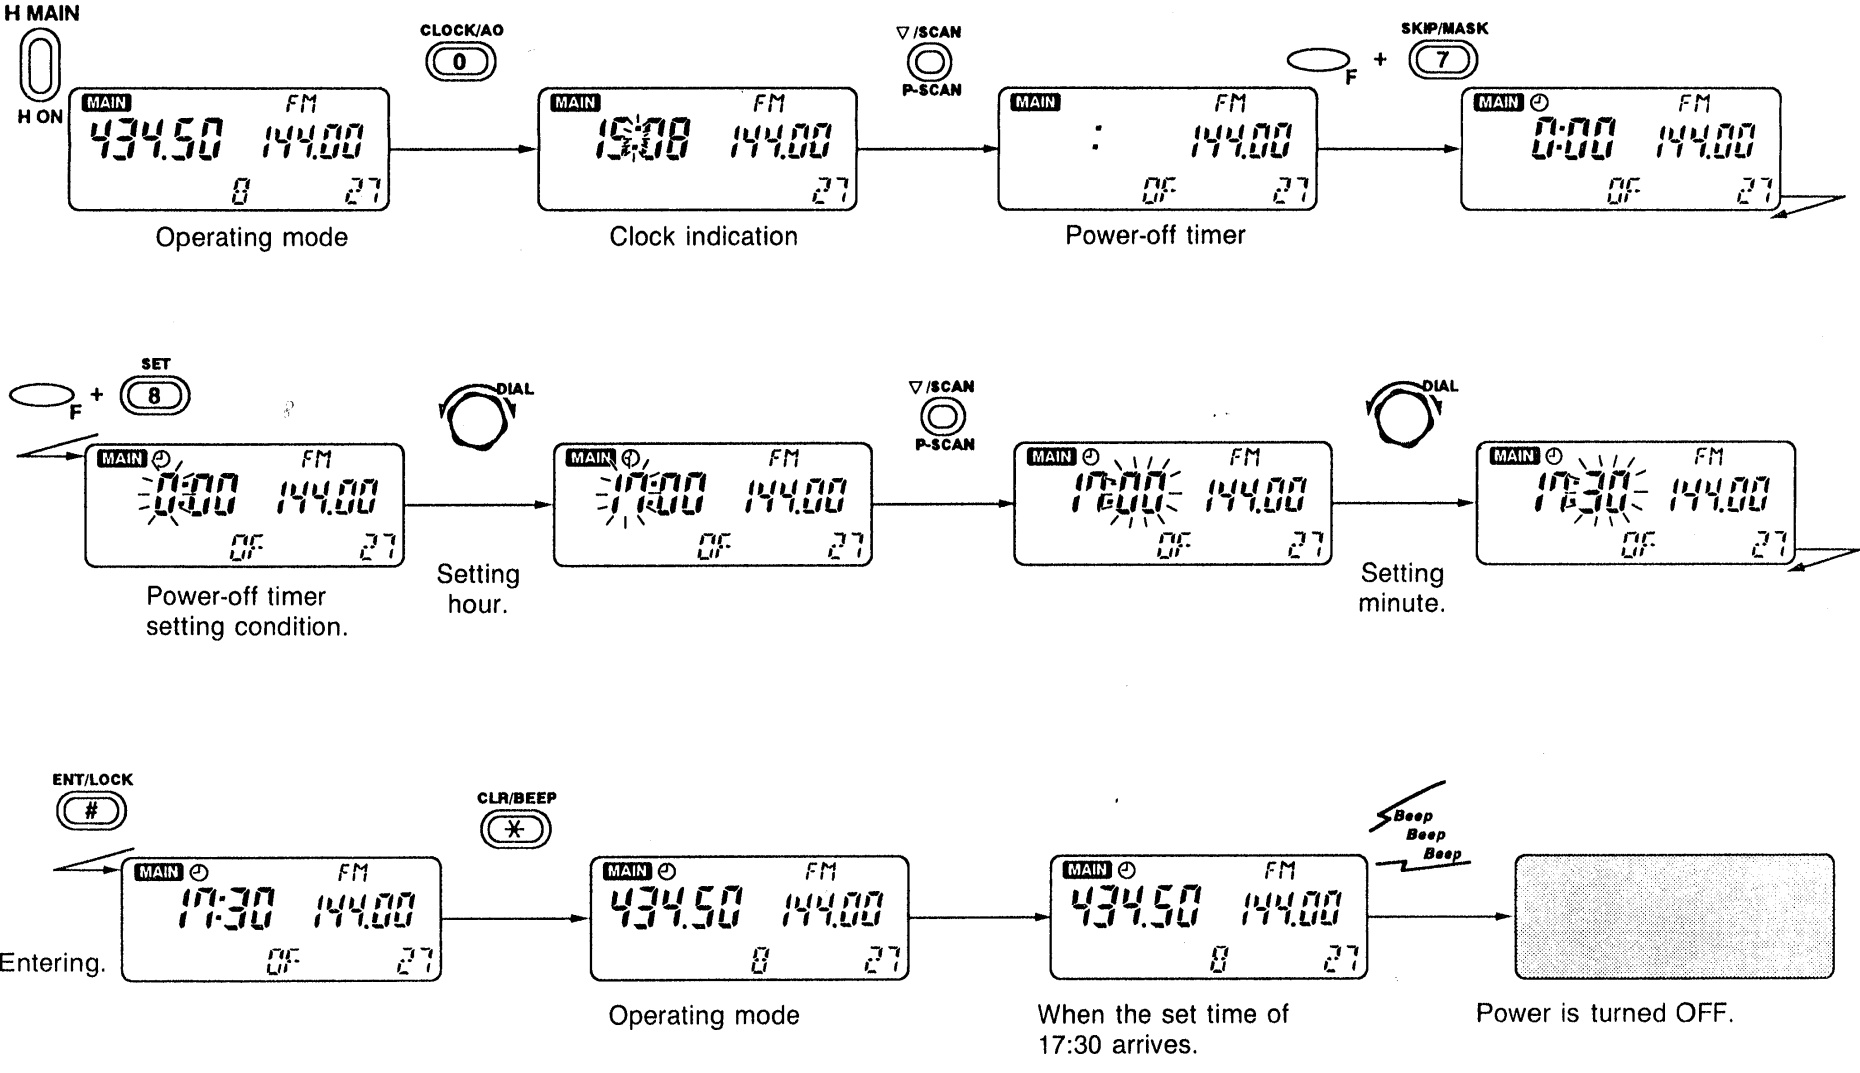 H MAIN
H ON
CLOCK/AO
0
▽/SCAN
P-SCAN
F + SKIP/MASK
7
MAIN FM
434.50 144.00
8 27
Operating mode
MAIN FM
15:08 144.00
27
Clock indication
MAIN FM
: 144.00
OF 27
Power-off timer
MAIN FM
0:00 144.00
OF 27
F + SET
8
DIAL
▽/SCAN
P-SCAN
DIAL
MAIN FM
0:00 144.00
OF 27
Power-off timer
setting condition.
Setting
hour.
MAIN FM
17:00 144.00
OF 27
MAIN FM
17:00 144.00
OF 27
Setting
minute.
MAIN FM
17:30 144.00
OF 27
ENT/LOCK
#
CLR/BEEP
*
Beep
Beep
Beep
Entering.
MAIN FM
17:30 144.00
OF 27
MAIN FM
434.50 144.00
8 27
Operating mode
MAIN FM
434.50 144.00
8 27
When the set time of
17:30 arrives.
Power is turned OFF.